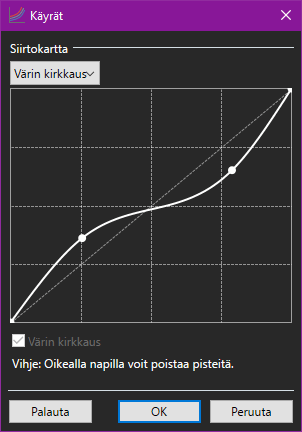 Käyrät
Siirtokartta
Värin kirkkaus
Värin kirkkaus
Vihje: Oikealla napilla voit poistaa pisteitä.
Palauta
OK
Peruuta